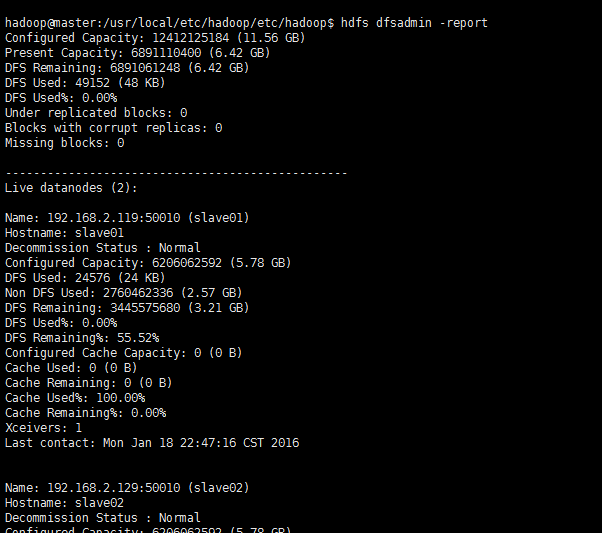 hadoop@master:/usr/local/etc/hadoop/etc/hadoop$ hdfs dfsadmin -report
Configured Capacity: 12412125184 (11.56 GB)
Present Capacity: 6891110400 (6.42 GB)
DFS Remaining: 6891061248 (6.42 GB)
DFS Used: 49152 (48 KB)
DFS Used%: 0.00%
Under replicated blocks: 0
Blocks with corrupt replicas: 0
Missing blocks: 0
-------------------------------------------------
Live datanodes (2):
Name: 192.168.2.119:50010 (slave01)
Hostname: slave01
Decommission Status : Normal
Configured Capacity: 6206062592 (5.78 GB)
DFS Used: 24576 (24 KB)
Non DFS Used: 2760462336 (2.57 GB)
DFS Remaining: 3445575680 (3.21 GB)
DFS Used%: 0.00%
DFS Remaining%: 55.52%
Configured Cache Capacity: 0 (0 B)
Cache Used: 0 (0 B)
Cache Remaining: 0 (0 B)
Cache Used%: 100.00%
Cache Remaining%: 0.00%
Xceivers: 1
Last contact: Mon Jan 18 22:47:16 CST 2016
Name: 192.168.2.129:50010 (slave02)
Hostname: slave02
Decommission Status : Normal
Configured Capacity: 6206062592 (5.78 GB)